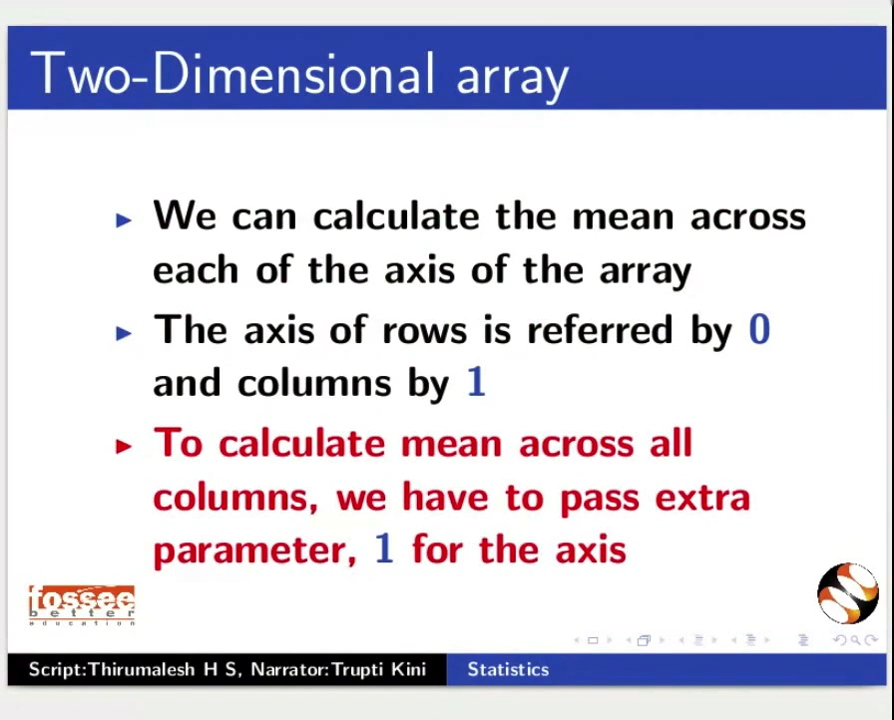 Two-Dimensional array
We can calculate the mean across
each of the axis of the array
The axis of rows is referred by 0
and columns by 1
To calculate mean across all
columns, we have to pass extra
parameter, 1 for the axis
fossee
better
education
Script:Thirumalesh H S, Narrator:Trupti Kini Statistics